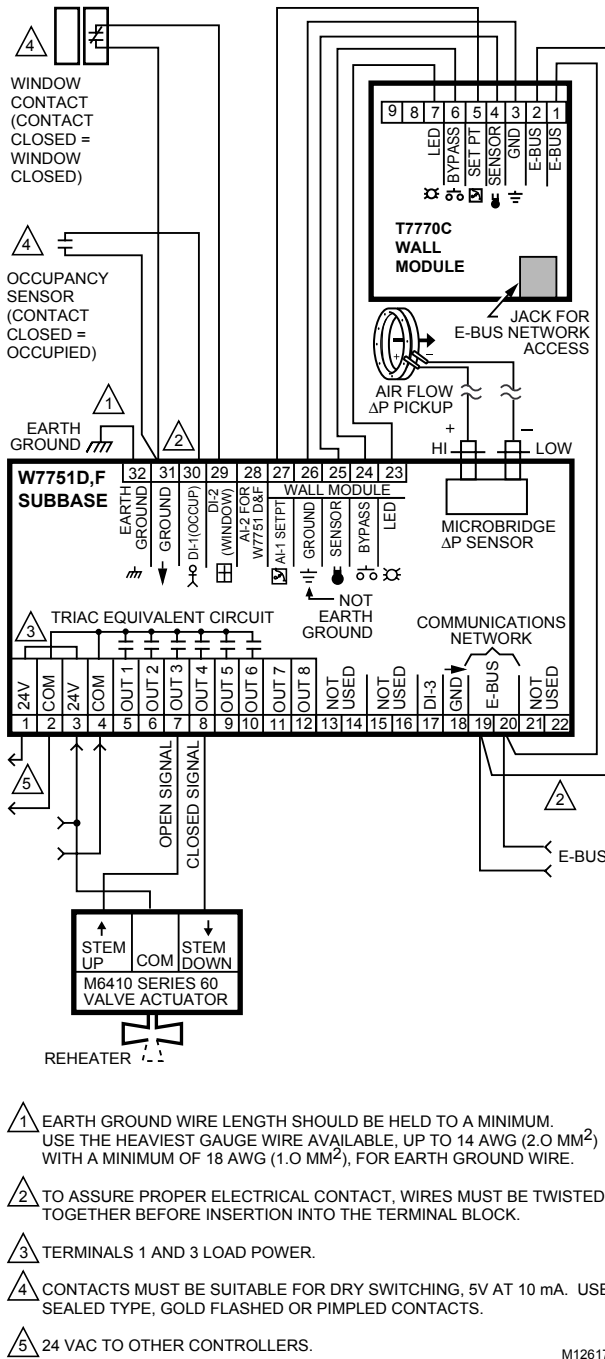 4
WINDOW
CONTACT
(CONTACT
CLOSED =
WINDOW
CLOSED)
9 8 7 6 5 4 3 2 1
LED
BYPASS
SET PT
SENSOR
GND
E-BUS
E-BUS
T7770C
WALL
MODULE
JACK FOR
E-BUS NETWORK
ACCESS
4
OCCUPANCY
SENSOR
(CONTACT
CLOSED =
OCCUPIED)
+ −
AIR FLOW
ΔP PICKUP
1
EARTH
GROUND
2
+ −
HI LOW
MICROBRIDGE
ΔP SENSOR
W7751D,F
SUBBASE
32 31 30 29 28 27 26 25 24 23
WALL MODULE
EARTH
GROUND
GROUND
DI-1(OCCUP)
DI-2
(WINDOW)
AI-2 FOR
W7751 D&F
AI-1 SETPT
GROUND
SENSOR
BYPASS
LED
NOT
EARTH
GROUND
3
TRIAC EQUIVALENT CIRCUIT
COMMUNICATIONS
NETWORK
24V
COM
24V
COM
OUT 1
OUT 2
OUT 3
OUT 4
OUT 5
OUT 6
OUT 7
OUT 8
NOT
USED
NOT
USED
DI-3
GND
E-BUS
NOT
USED
1 2 3 4 5 6 7 8 9 10 11 12 13 14 15 16 17 18 19 20 21 22
5
OPEN SIGNAL
CLOSED SIGNAL
2
E-BUS
STEM
UP
COM
STEM
DOWN
M6410 SERIES 60
VALVE ACTUATOR
REHEATER
1 EARTH GROUND WIRE LENGTH SHOULD BE HELD TO A MINIMUM.
USE THE HEAVIEST GAUGE WIRE AVAILABLE, UP TO 14 AWG (2.O MM2)
WITH A MINIMUM OF 18 AWG (1.O MM2), FOR EARTH GROUND WIRE.
2 TO ASSURE PROPER ELECTRICAL CONTACT, WIRES MUST BE TWISTED
TOGETHER BEFORE INSERTION INTO THE TERMINAL BLOCK.
3 TERMINALS 1 AND 3 LOAD POWER.
4 CONTACTS MUST BE SUITABLE FOR DRY SWITCHING, 5V AT 10 mA. USE
SEALED TYPE, GOLD FLASHED OR PIMPLED CONTACTS.
5 24 VAC TO OTHER CONTROLLERS.
M12617